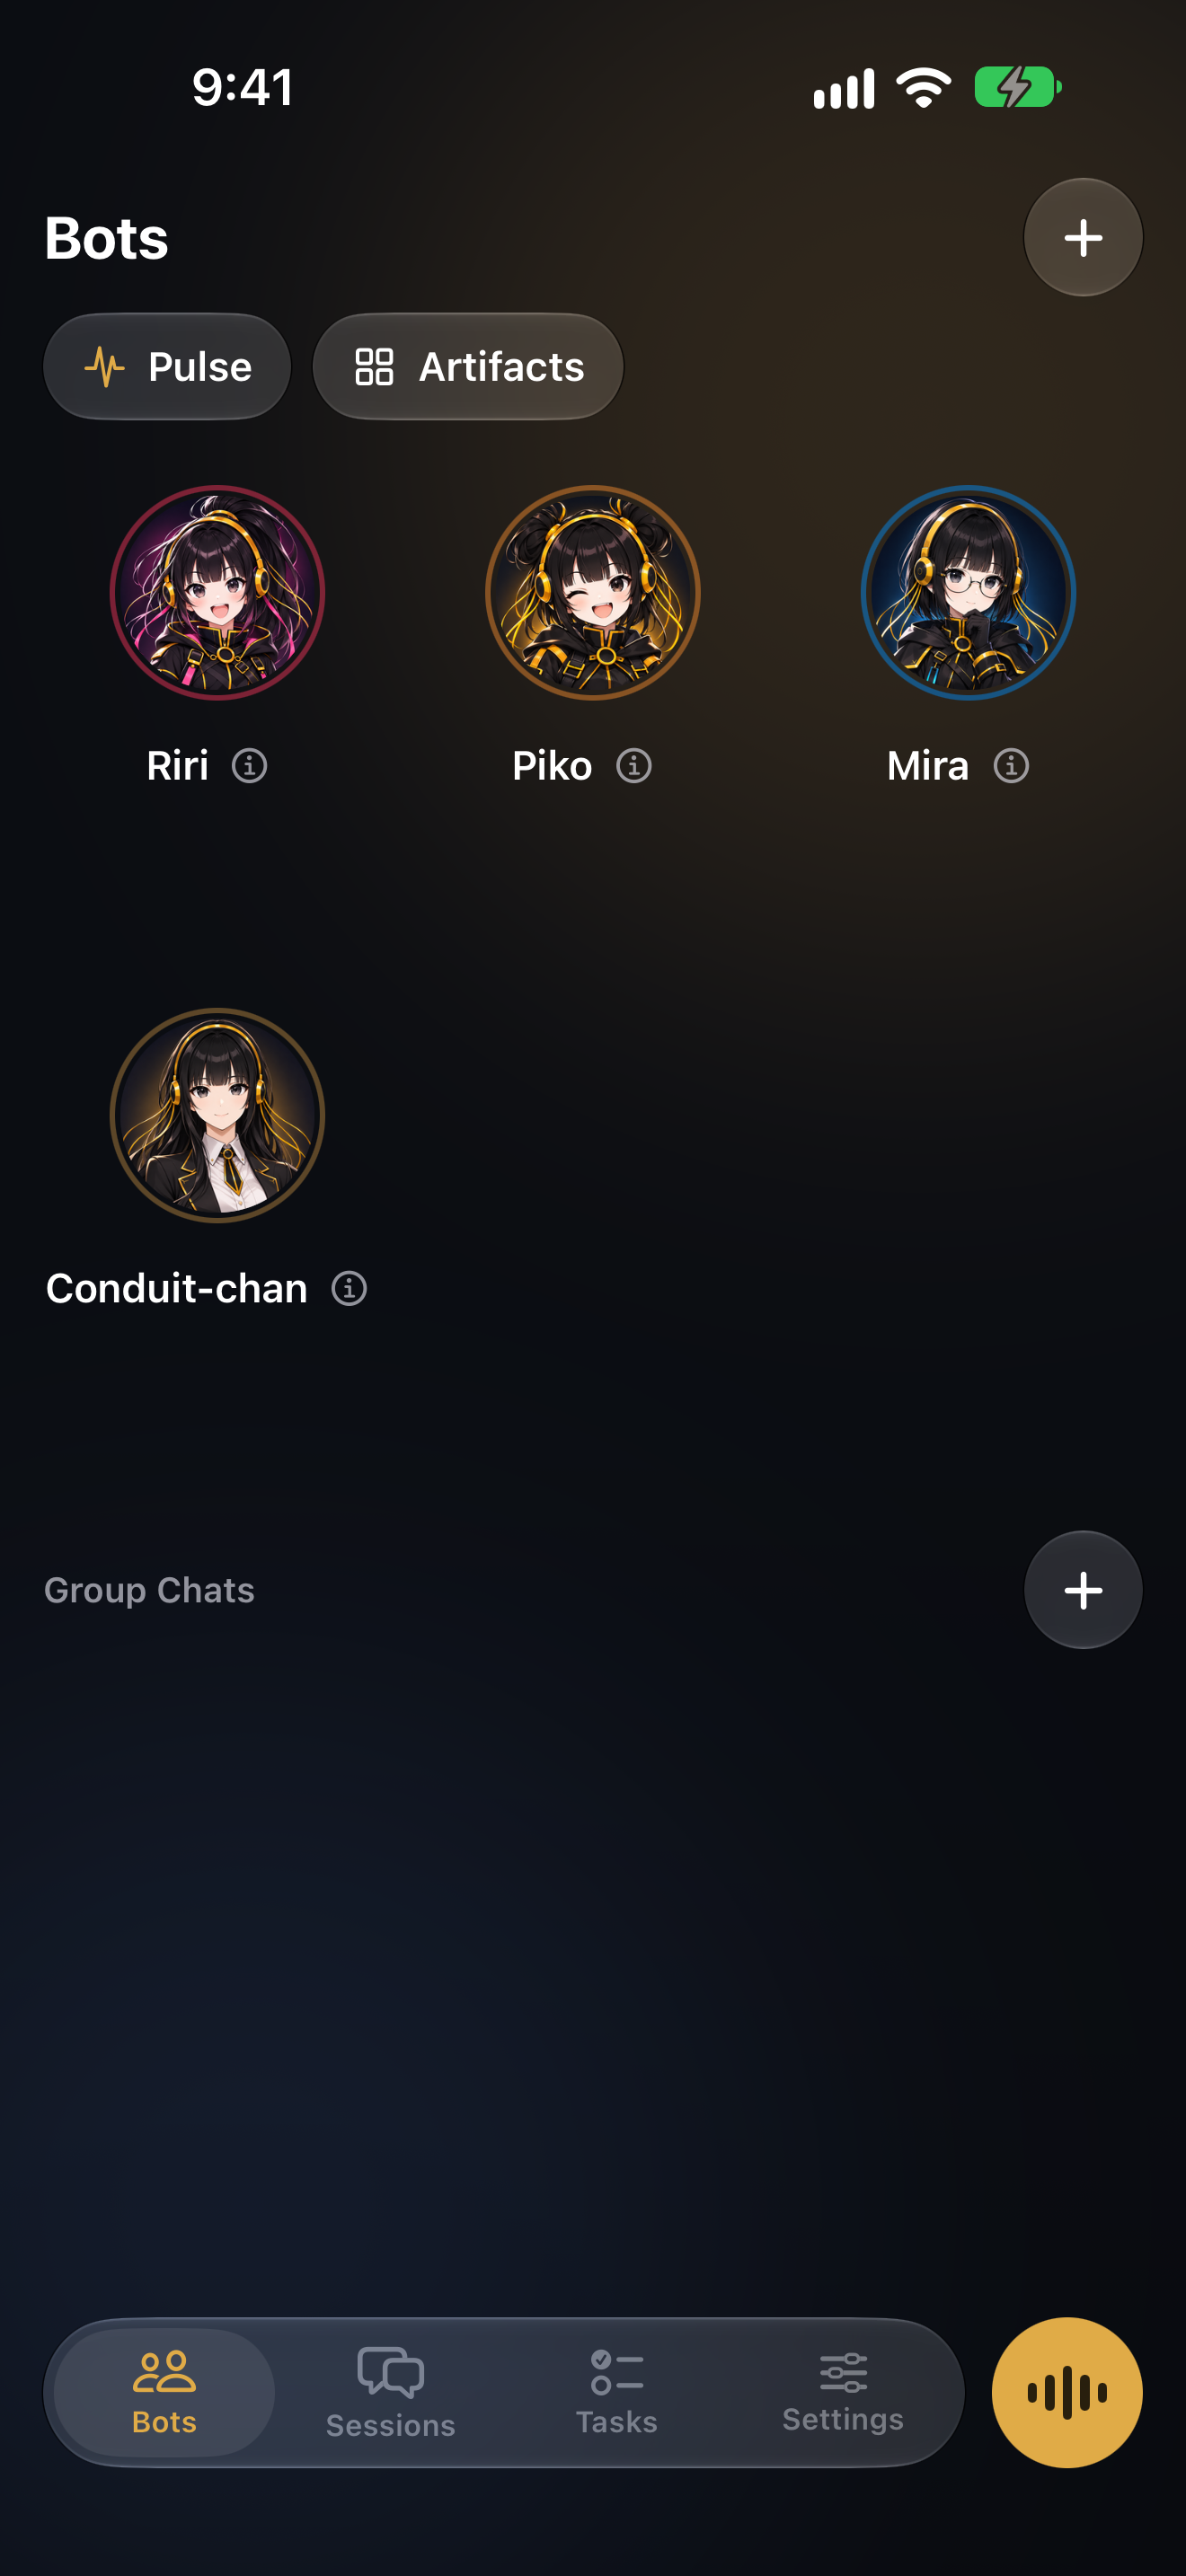 9:41
Bots
Pulse
Artifacts
Riri
Piko
Mira
Conduit-chan
Group Chats
Bots
Sessions
Tasks
Settings